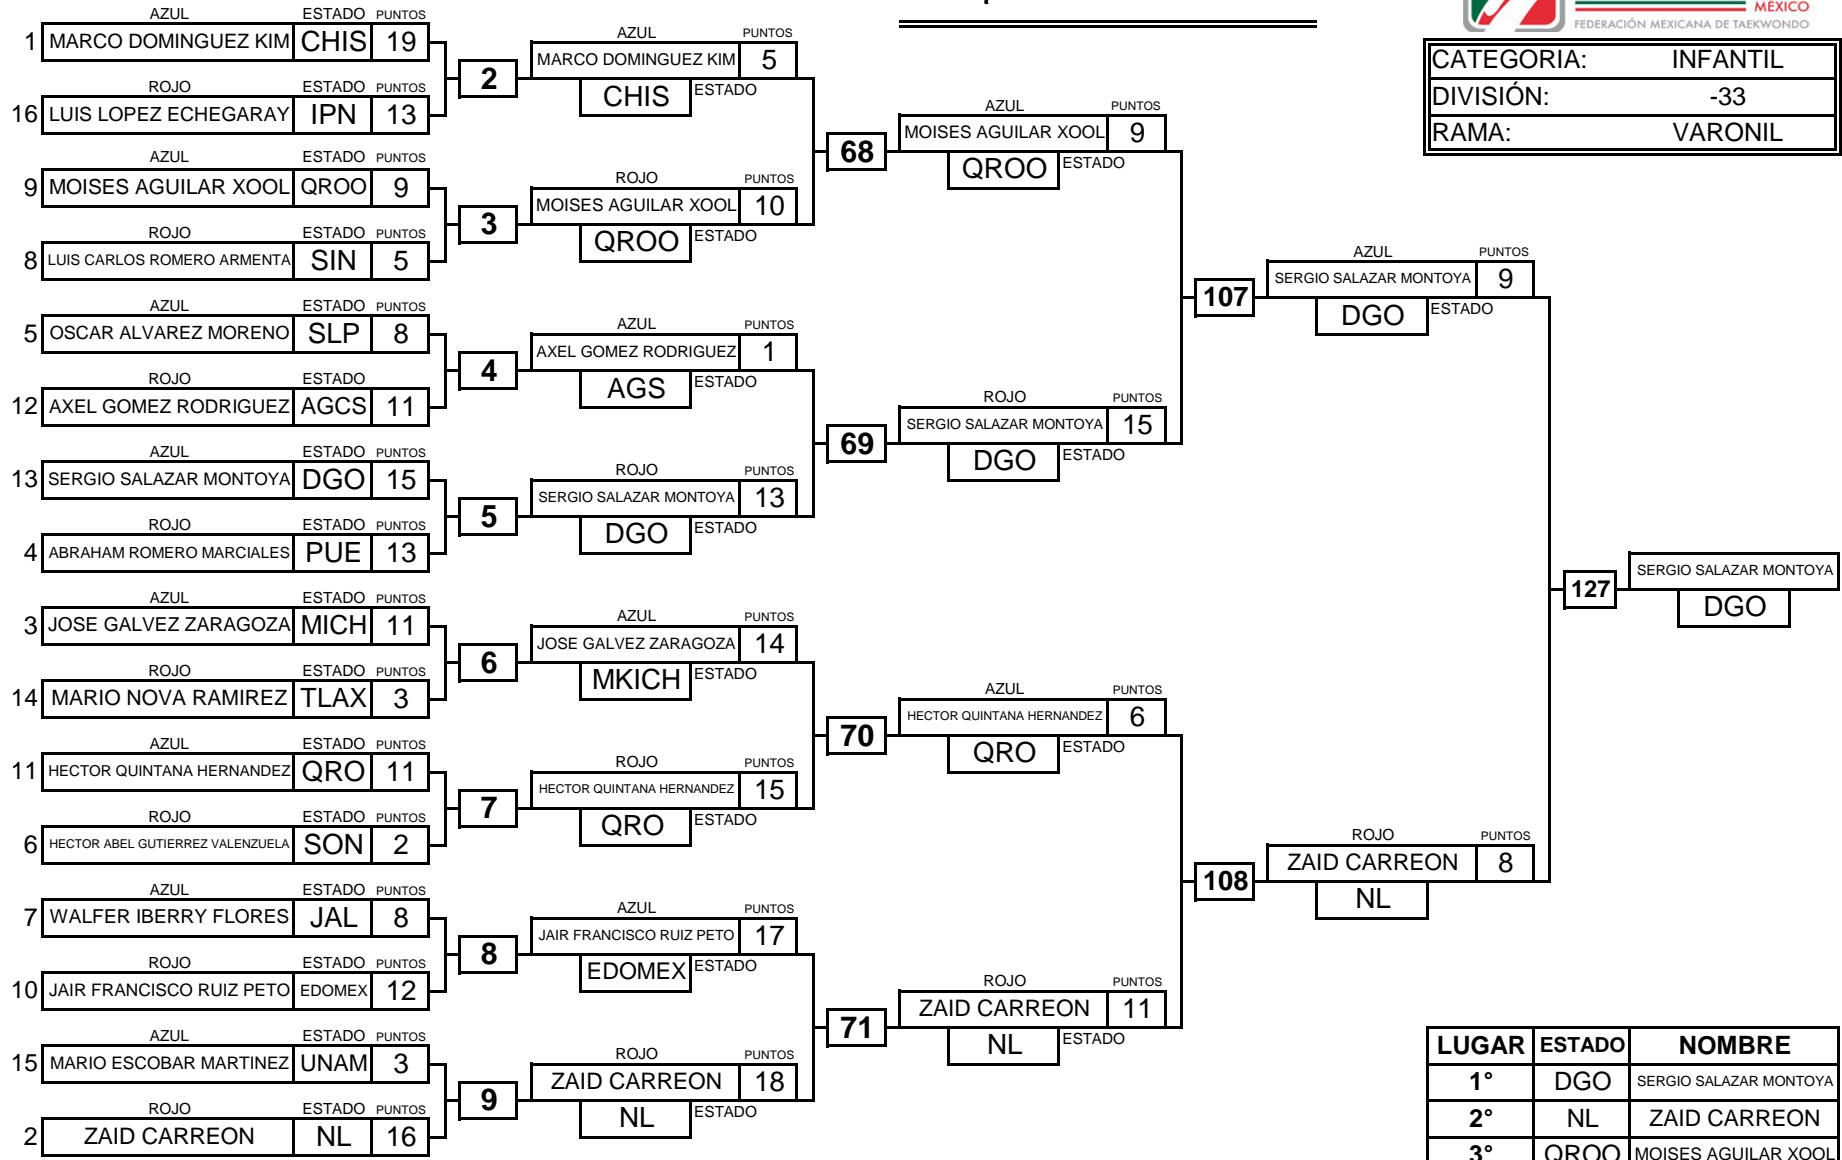 MÉXICO
FEDERACIÓN MEXICANA DE TAEKWONDO
CATEGORIA: INFANTIL
DIVISIÓN: -33
RAMA: VARONIL
AZUL ESTADO PUNTOS
1 MARCO DOMINGUEZ KIM CHIS 19
ROJO ESTADO PUNTOS
16 LUIS LOPEZ ECHEGARAY IPN 13
AZUL ESTADO PUNTOS
9 MOISES AGUILAR XOOL QROO 9
ROJO ESTADO PUNTOS
8 LUIS CARLOS ROMERO ARMENTA SIN 5
AZUL ESTADO PUNTOS
5 OSCAR ALVAREZ MORENO SLP 8
ROJO ESTADO
12 AXEL GOMEZ RODRIGUEZ AGCS 11
AZUL ESTADO PUNTOS
13 SERGIO SALAZAR MONTOYA DGO 15
ROJO ESTADO PUNTOS
4 ABRAHAM ROMERO MARCIALES PUE 13
AZUL ESTADO PUNTOS
3 JOSE GALVEZ ZARAGOZA MICH 11
ROJO ESTADO PUNTOS
14 MARIO NOVA RAMIREZ TLAX 3
AZUL ESTADO PUNTOS
11 HECTOR QUINTANA HERNANDEZ QRO 11
ROJO ESTADO PUNTOS
6 HECTOR ABEL GUTIERREZ VALENZUELA SON 2
AZUL ESTADO PUNTOS
7 WALFER IBERRY FLORES JAL 8
ROJO ESTADO PUNTOS
10 JAIR FRANCISCO RUIZ PETO EDOMEX 12
AZUL ESTADO PUNTOS
15 MARIO ESCOBAR MARTINEZ UNAM 3
ROJO ESTADO PUNTOS
2 ZAID CARREON NL 16
2
3
4
5
6
7
8
9
AZUL PUNTOS
MARCO DOMINGUEZ KIM 5
CHIS ESTADO
ROJO PUNTOS
MOISES AGUILAR XOOL 10
QROO ESTADO
AZUL PUNTOS
AXEL GOMEZ RODRIGUEZ 1
AGS ESTADO
ROJO PUNTOS
SERGIO SALAZAR MONTOYA 13
DGO ESTADO
AZUL PUNTOS
JOSE GALVEZ ZARAGOZA 14
MKICH ESTADO
ROJO PUNTOS
HECTOR QUINTANA HERNANDEZ 15
QRO ESTADO
AZUL PUNTOS
JAIR FRANCISCO RUIZ PETO 17
EDOMEX ESTADO
ROJO PUNTOS
ZAID CARREON 18
NL ESTADO
68
69
70
71
AZUL PUNTOS
MOISES AGUILAR XOOL 9
QROO ESTADO
ROJO PUNTOS
SERGIO SALAZAR MONTOYA 15
DGO ESTADO
AZUL PUNTOS
HECTOR QUINTANA HERNANDEZ 6
QRO ESTADO
ROJO PUNTOS
ZAID CARREON 11
NL ESTADO
107
108
AZUL PUNTOS
SERGIO SALAZAR MONTOYA 9
DGO ESTADO
ROJO PUNTOS
ZAID CARREON 8
NL
127
SERGIO SALAZAR MONTOYA
DGO
LUGAR ESTADO NOMBRE
1° DGO SERGIO SALAZAR MONTOYA
2° NL ZAID CARREON
3° QROO MOISES AGUILAR XOOL